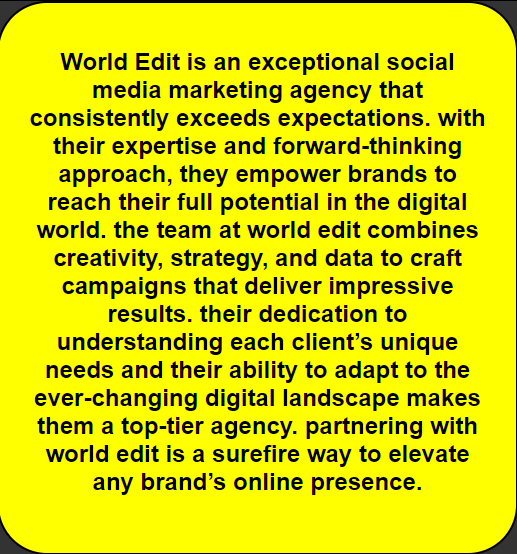 World Edit is an exceptional social
media marketing agency that
consistently exceeds expectations. with
their expertise and forward-thinking
approach, they empower brands to
reach their full potential in the digital
world. the team at world edit combines
creativity, strategy, and data to craft
campaigns that deliver impressive
results. their dedication to
understanding each client’s unique
needs and their ability to adapt to the
ever-changing digital landscape makes
them a top-tier agency. partnering with
world edit is a surefire way to elevate
any brand’s online presence.